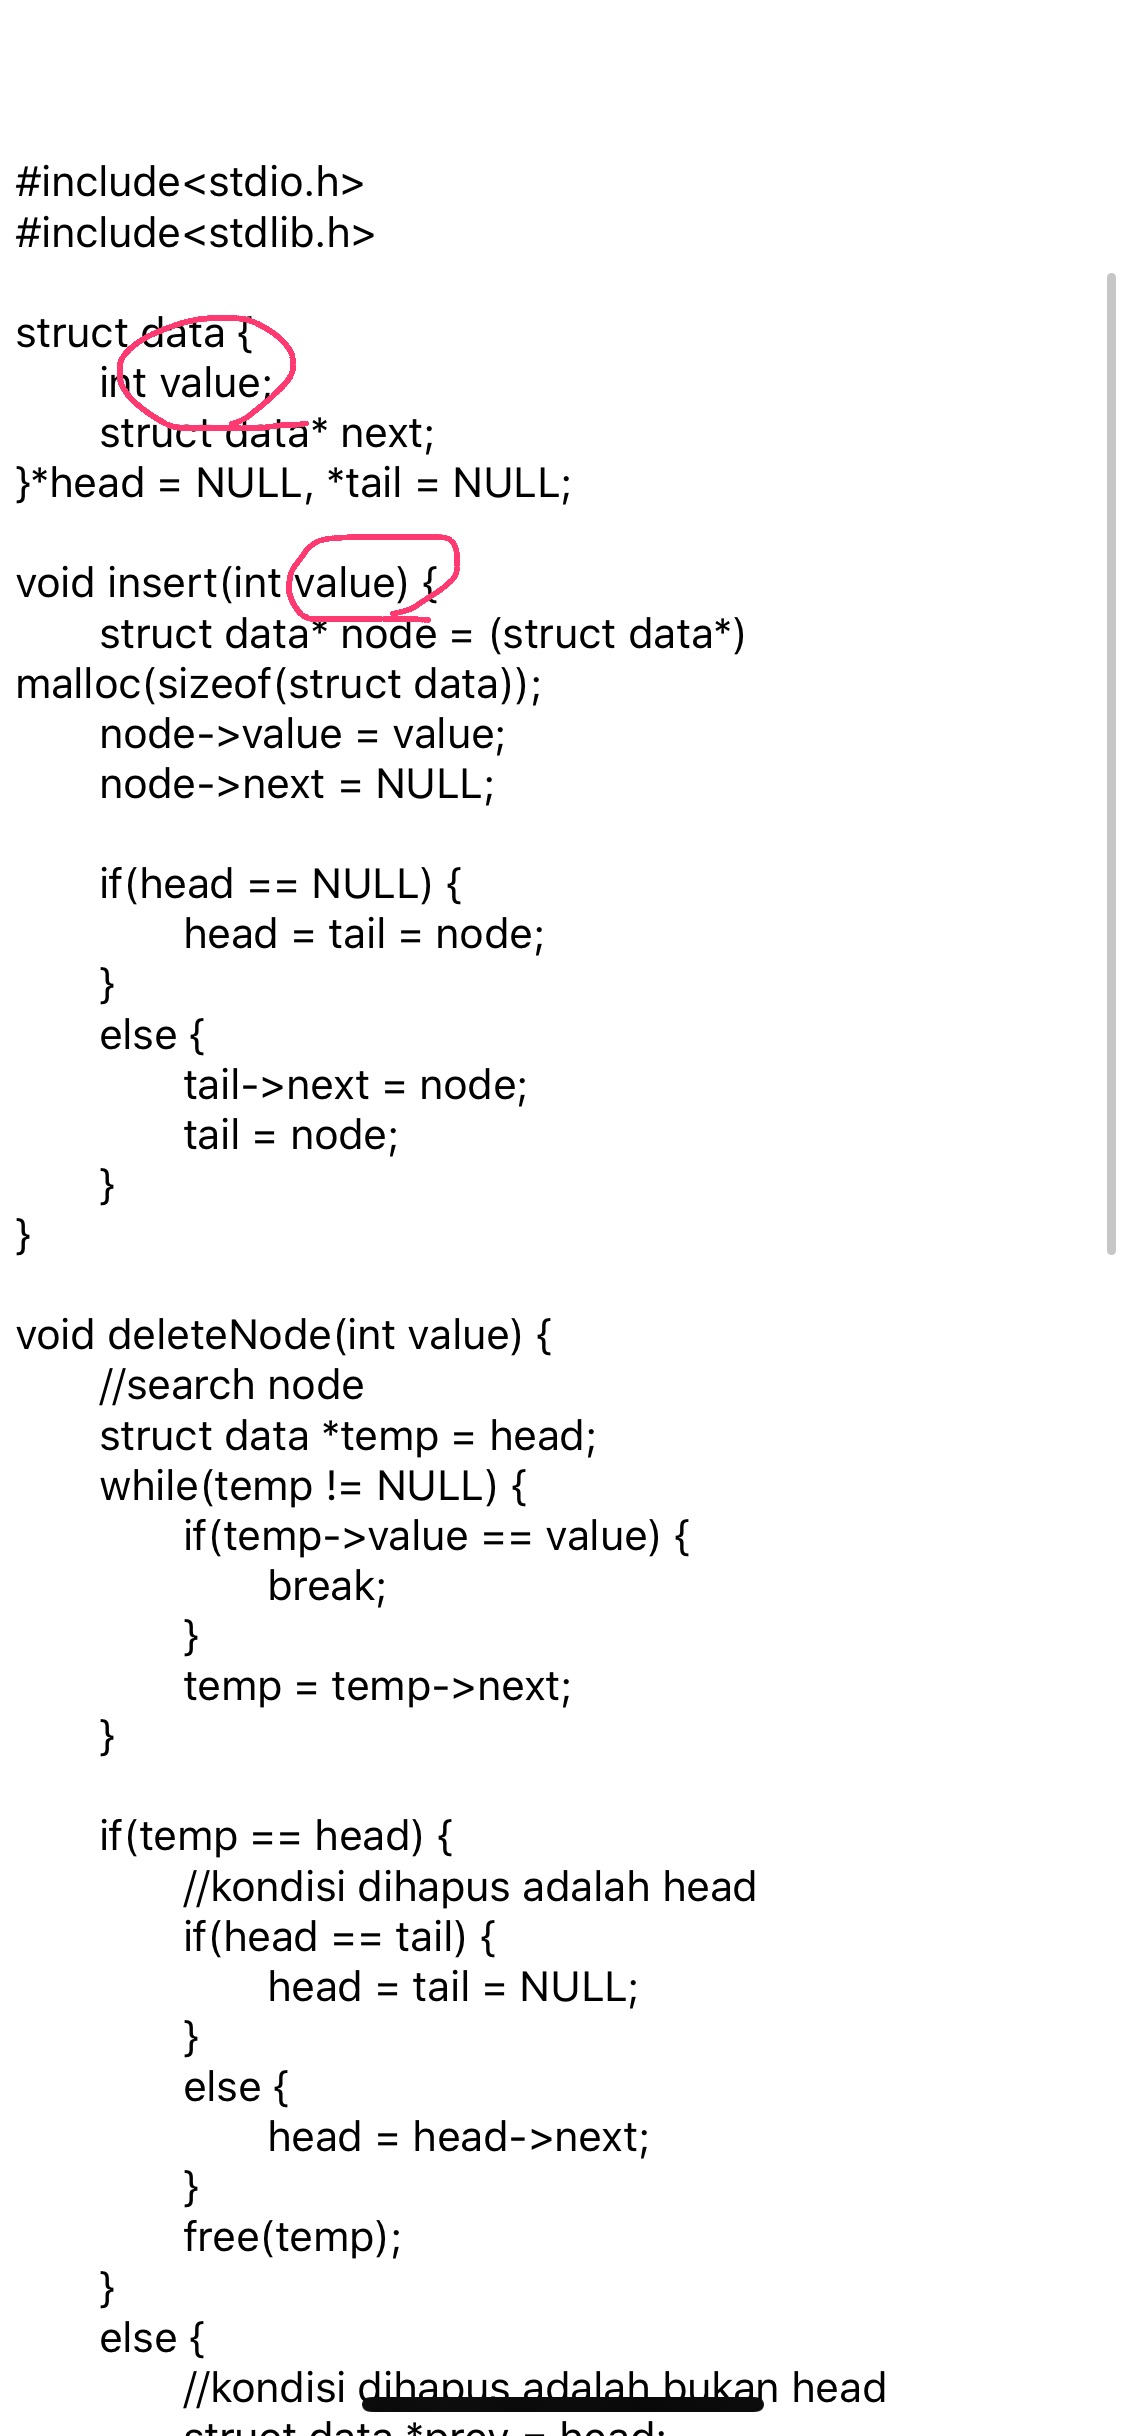 #include<stdio.h>
#include<stdlib.h>
struct data {
int value;
struct data* next;
}*head = NULL, *tail = NULL;
void insert(int value) {
struct data* node = (struct data*)
malloc(sizeof(struct data));
node->value = value;
node->next = NULL;
if(head == NULL) {
head = tail = node;
}
else {
tail->next = node;
tail = node;
}
}
void deleteNode(int value) {
//search node
struct data *temp = head;
while(temp != NULL) {
if(temp->value == value) {
break;
}
temp = temp->next;
}
if(temp == head) {
//kondisi dihapus adalah head
if(head == tail) {
head = tail = NULL;
}
else {
head = head->next;
}
free(temp);
}
else {
//kondisi dihapus adalah bukan head
struct data *prev = head;